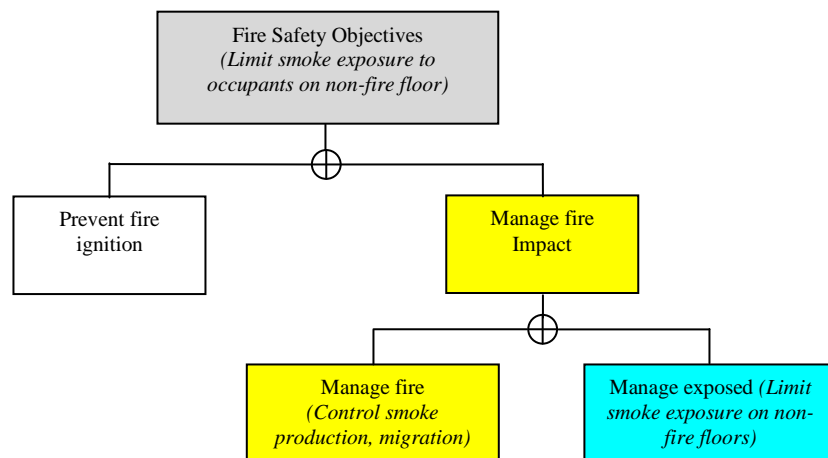 Fire Safety Objectives
(Limit smoke exposure to
occupants on non-fire floor)
Prevent fire
ignition
Manage fire
Impact
Manage fire
(Control smoke
production, migration)
Manage exposed (Limit
smoke exposure on non-
fire floors)